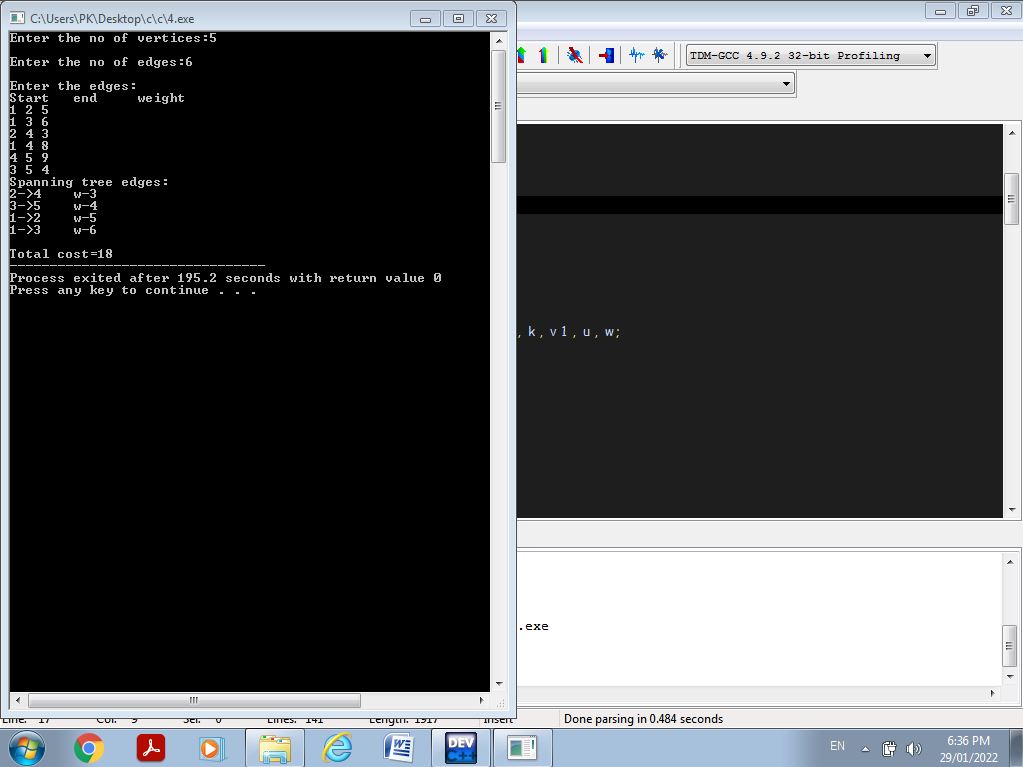 C:\Users\PK\Desktop\c\c\4.exe
Enter the no of vertices:5
Enter the no of edges:6
Enter the edges:
Start end weight
1 2 5
1 3 6
2 4 3
1 4 8
4 5 9
3 5 4
Spanning tree edges:
2->4 w-3
3->5 w-4
1->2 w-5
1->3 w-6
Total cost=18
--------------------------------
Process exited after 195.2 seconds with return value 0
Press any key to continue . . .
TDM-GCC 4.9.2 32-bit Profiling
,k,v1,u,w;
.exe
Line: 17 Col: 9 Sel: 0 Lines: 141 Length: 1917 Insert Done parsing in 0.484 seconds
DEV C++
EN
6:36 PM
29/01/2022